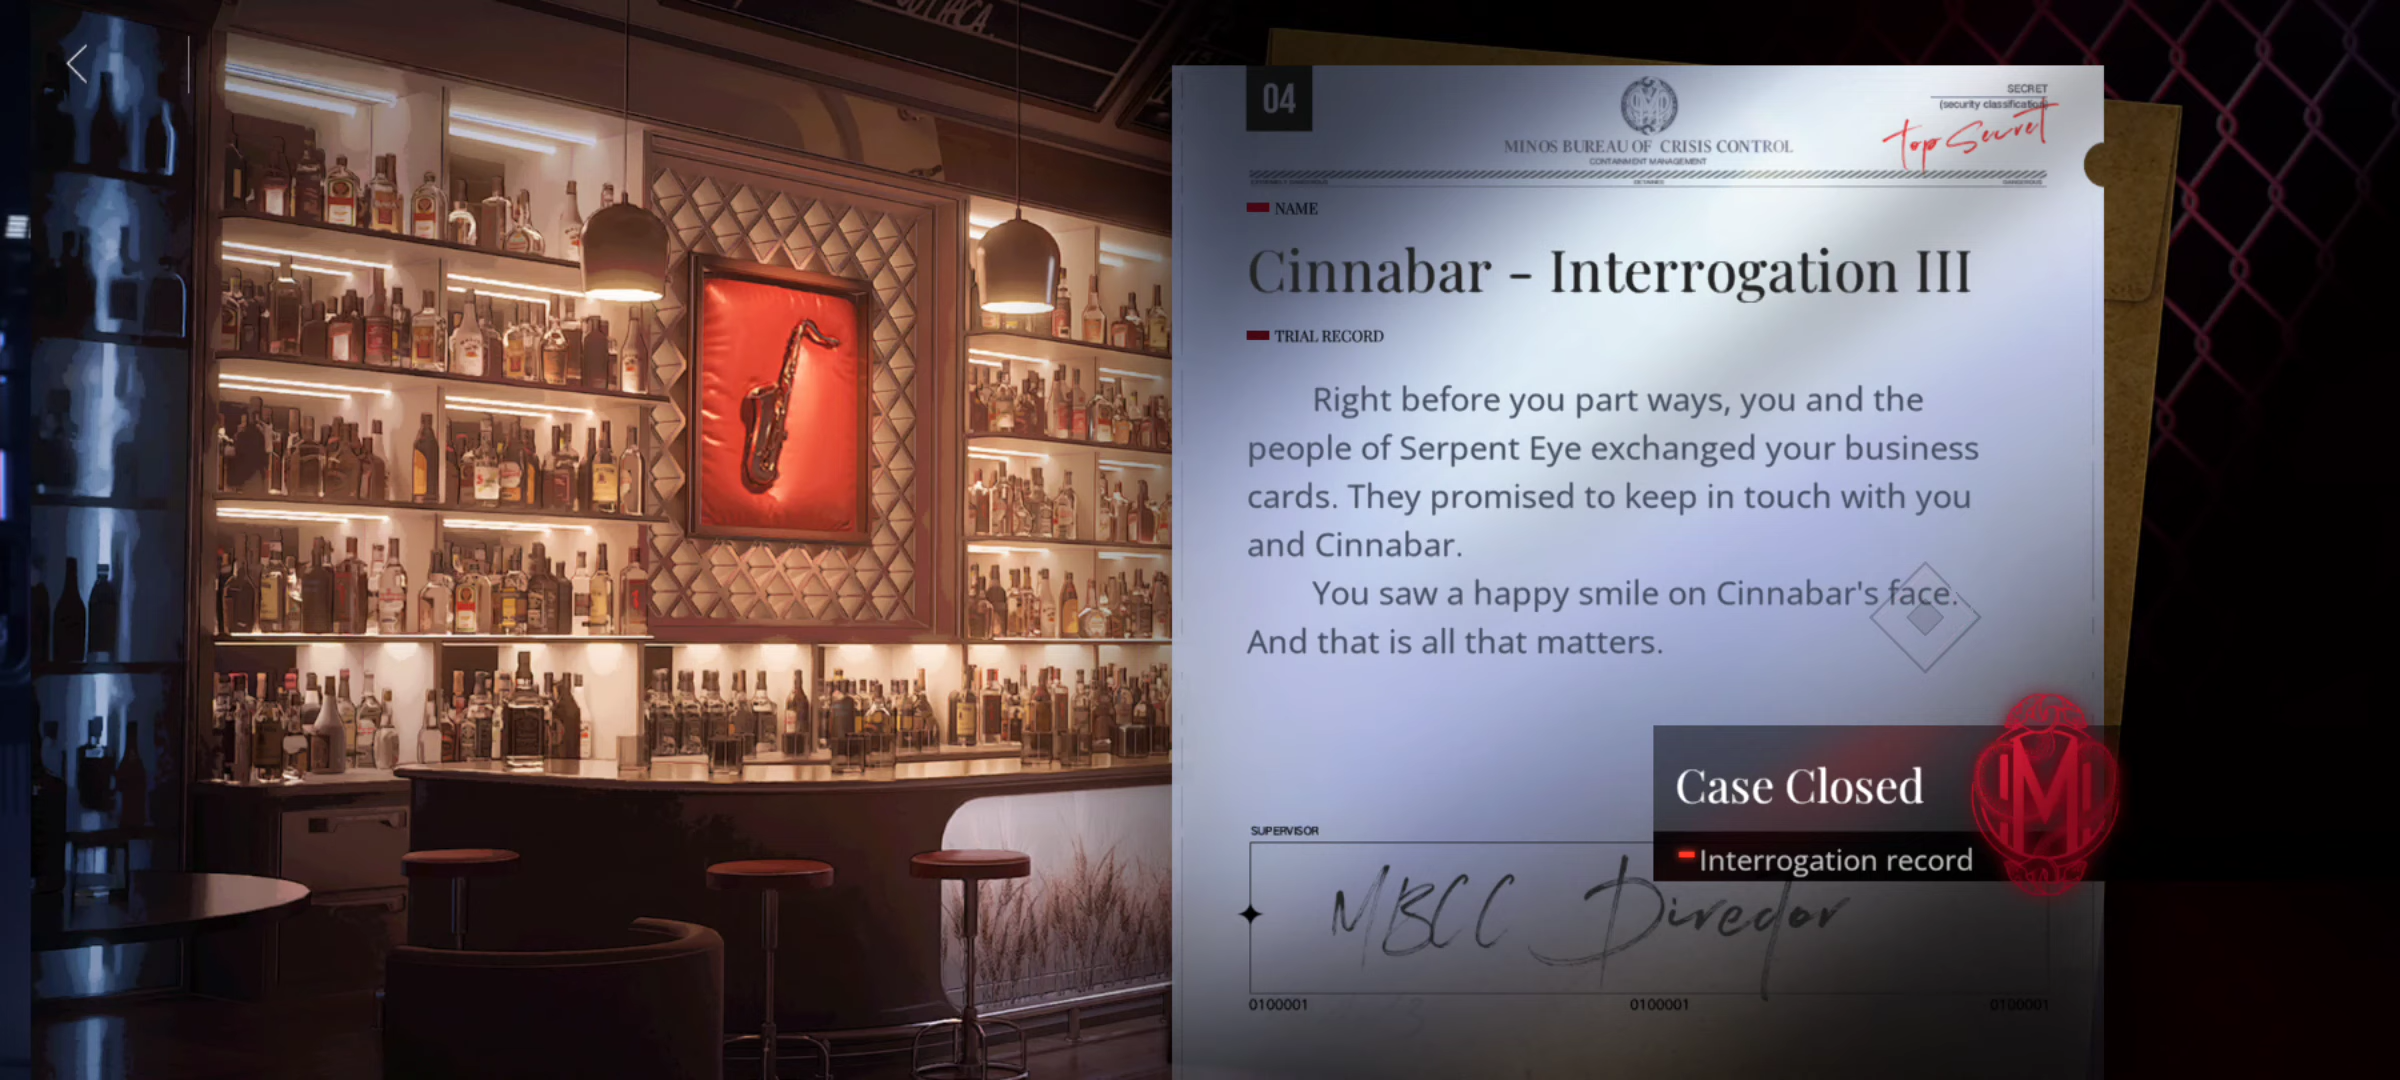 04
MINOS BUREAU OF CRISIS CONTROL
CONTAINMENT MANAGEMENT
SECRET
(security classification)
Top Secret
DETAINEE
DANGEROUS
NAME
Cinnabar - Interrogation III
TRIAL RECORD
Right before you part ways, you and the
people of Serpent Eye exchanged your business
cards. They promised to keep in touch with you
and Cinnabar.
You saw a happy smile on Cinnabar's face.
And that is all that matters.
Case Closed
Interrogation record
SUPERVISOR
MBCC Director
0100001
0100001
0100001